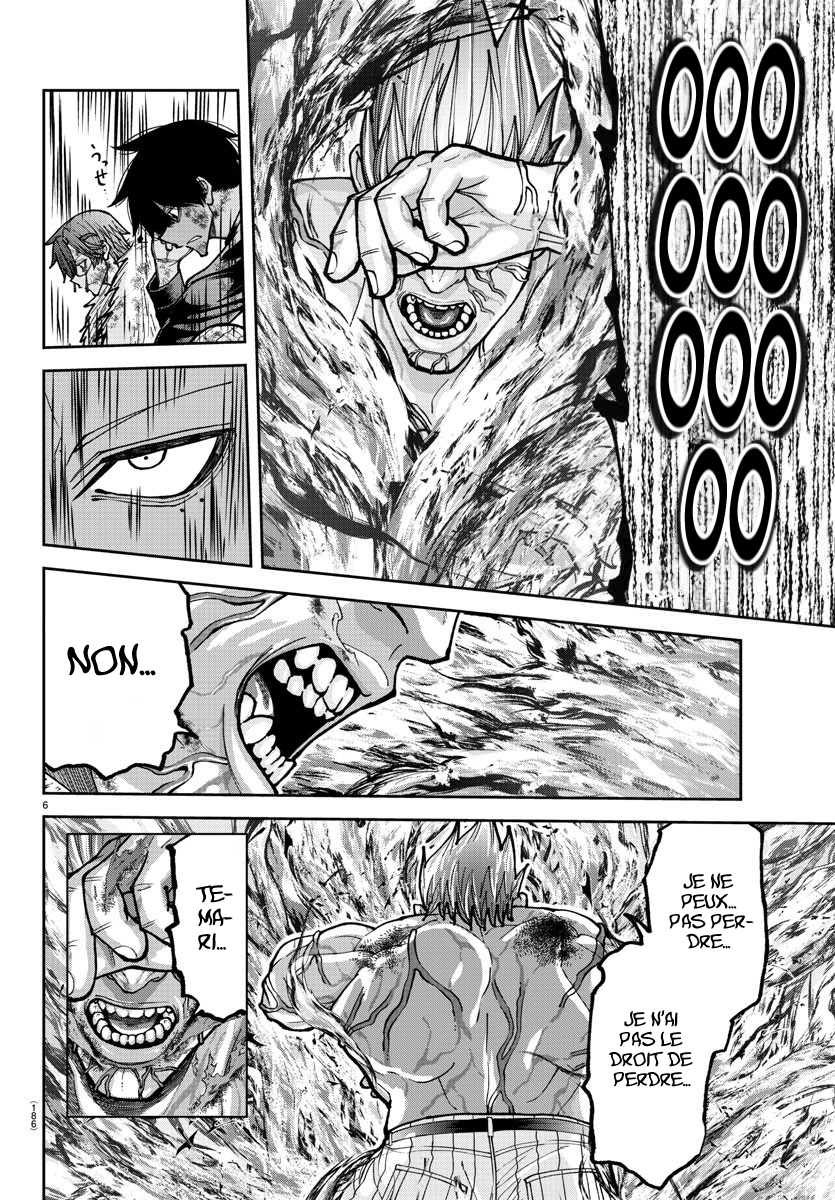 OOO
OOO
OOO
OO
うっせ
NON...
6
JE NE
PEUX...
PAS PER-
DRE...
JE N'AI
PAS LE
DROIT DE
PERDRE...
TE-
MA-
RI...
(186)